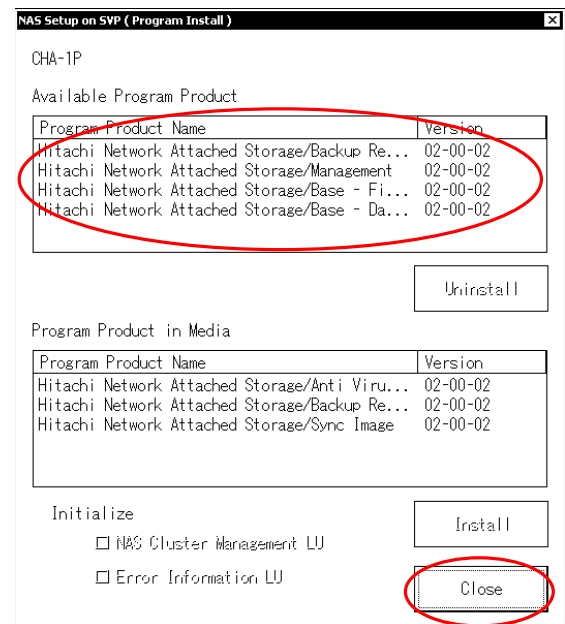 NAS Setup on SVP ( Program Install )
CHA-1P
Available Program Product
Program Product Name Version
Hitachi Network Attached Storage/Backup Re... 02-00-02
Hitachi Network Attached Storage/Management 02-00-02
Hitachi Network Attached Storage/Base - Fi... 02-00-02
Hitachi Network Attached Storage/Base - Da... 02-00-02
Uninstall
Program Product in Media
Program Product Name Version
Hitachi Network Attached Storage/Anti Viru... 02-00-02
Hitachi Network Attached Storage/Backup Re... 02-00-02
Hitachi Network Attached Storage/Sync Image 02-00-02
Initialize
Install
NAS Cluster Management LU
Error Information LU
Close